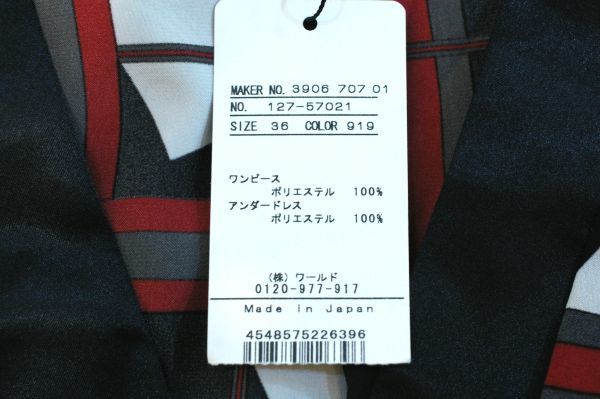 MAKER NO. 3906 707 01
NO. 127-57021
SIZE 36 COLOR 919
ワンピース
ポリエステル 100%
アンダードレス
ポリエステル 100%
(株) ワールド
0120-977-917
Made in Japan
4548575226396